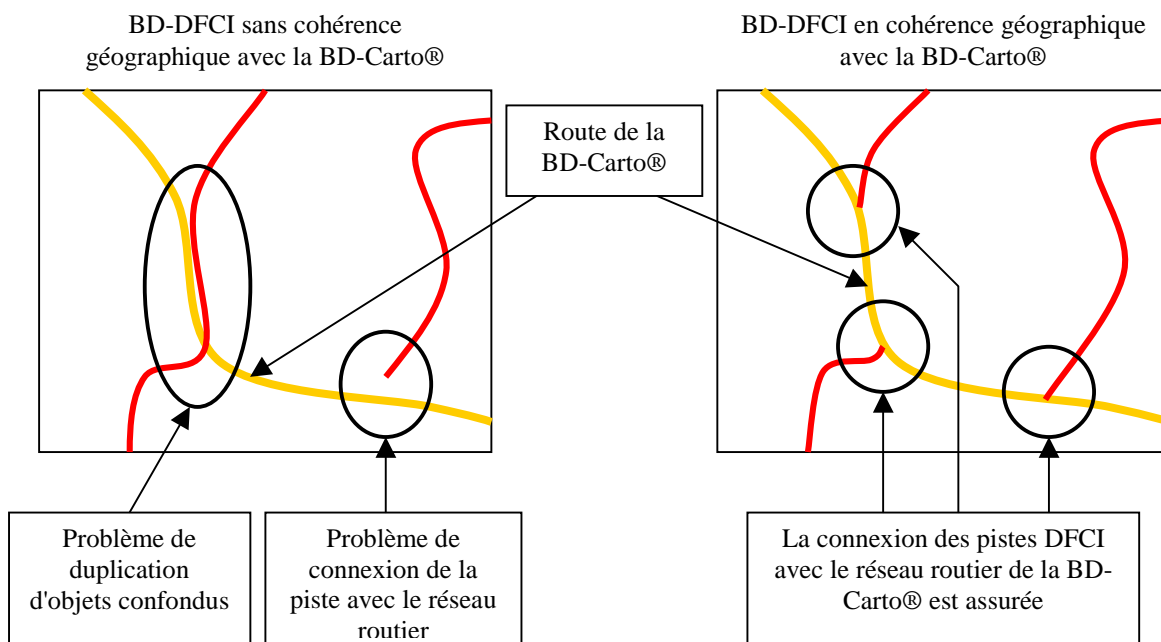 BD-DFCI sans cohérence
géographique avec la BD-Carto®
BD-DFCI en cohérence géographique
avec la BD-Carto®
Route de la
BD-Carto®
Problème de
duplication
d'objets confondus
Problème de
connexion de la
piste avec le réseau
routier
La connexion des pistes DFCI
avec le réseau routier de la BD-
Carto® est assurée